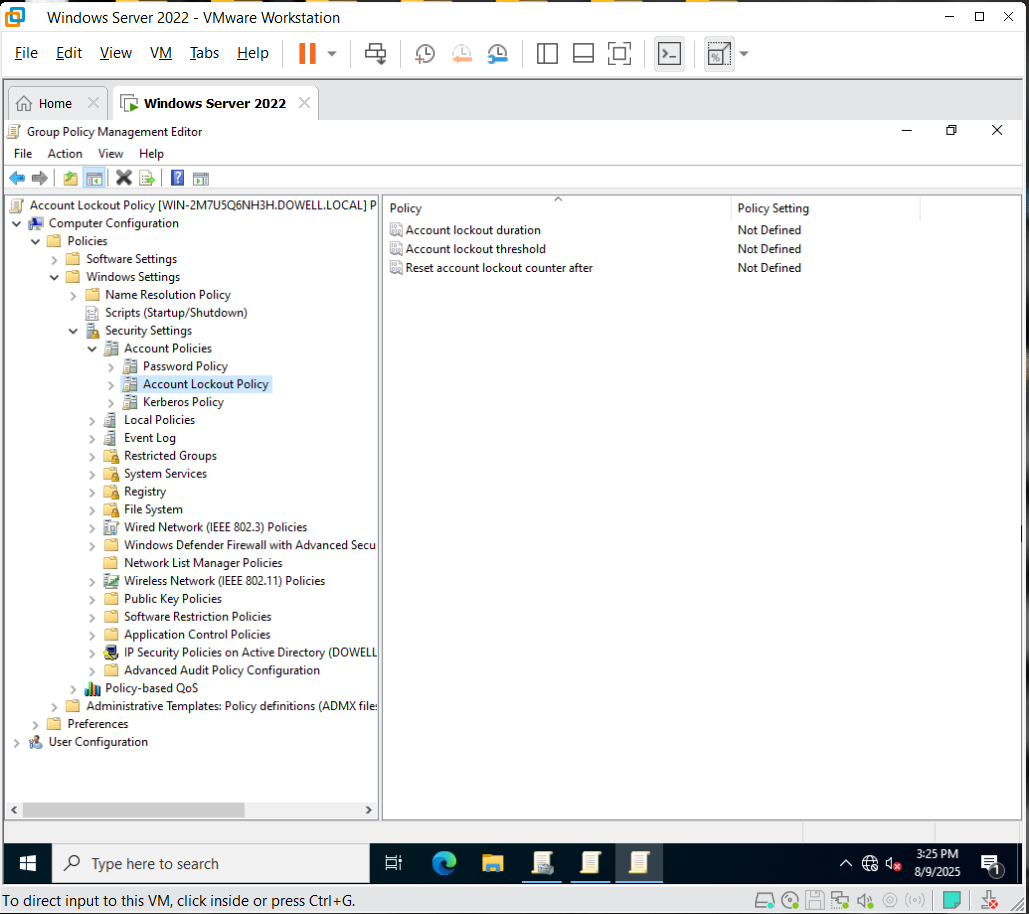 Windows Server 2022 - VMware Workstation
File Edit View VM Tabs Help
Home Windows Server 2022
Group Policy Management Editor
File Action View Help
Account Lockout Policy [WIN-2M7U5Q6NH3H.DOWELL.LOCAL] P
Computer Configuration
Policies
Software Settings
Windows Settings
Name Resolution Policy
Scripts (Startup/Shutdown)
Security Settings
Account Policies
Password Policy
Account Lockout Policy
Kerberos Policy
Local Policies
Event Log
Restricted Groups
System Services
Registry
File System
Wired Network (IEEE 802.3) Policies
Windows Defender Firewall with Advanced Secu
Network List Manager Policies
Wireless Network (IEEE 802.11) Policies
Public Key Policies
Software Restriction Policies
Application Control Policies
IP Security Policies on Active Directory (DOWELL
Advanced Audit Policy Configuration
Policy-based QoS
Administrative Templates: Policy definitions (ADMX files
Preferences
User Configuration
Policy Policy Setting
Account lockout duration Not Defined
Account lockout threshold Not Defined
Reset account lockout counter after Not Defined
Type here to search
3:25 PM
8/9/2025
1
To direct input to this VM, click inside or press Ctrl+G.